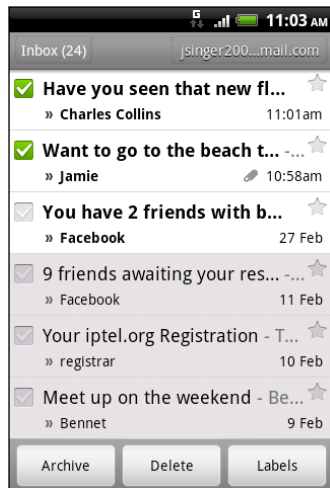 G 11:03 AM
Inbox (24) jsinger200...mail.com
Have you seen that new fl...
» Charles Collins 11:01am
Want to go to the beach t... -...
» Jamie 10:58am
You have 2 friends with b...
» Facebook 27 Feb
9 friends awaiting your res... -...
» Facebook 11 Feb
Your iptel.org Registration - T...
» registrar 10 Feb
Meet up on the weekend - Be...
» Bennet 9 Feb
Archive Delete Labels